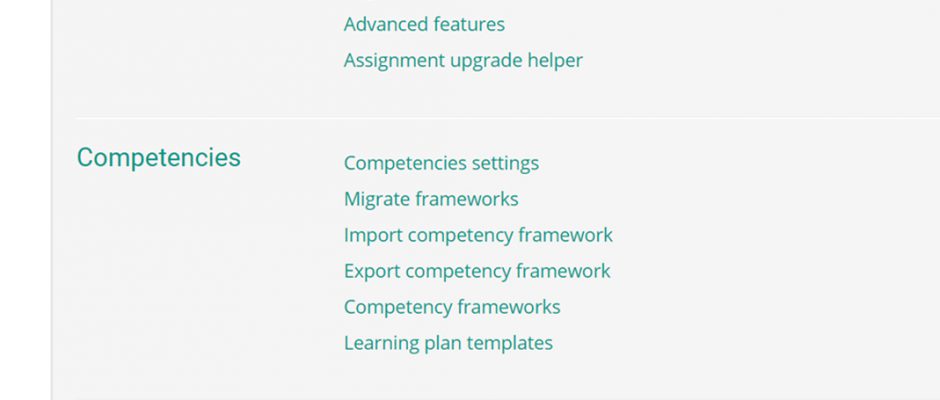 Advanced features
Assignment upgrade helper
Competencies
Competencies settings
Migrate frameworks
Import competency framework
Export competency framework
Competency frameworks
Learning plan templates